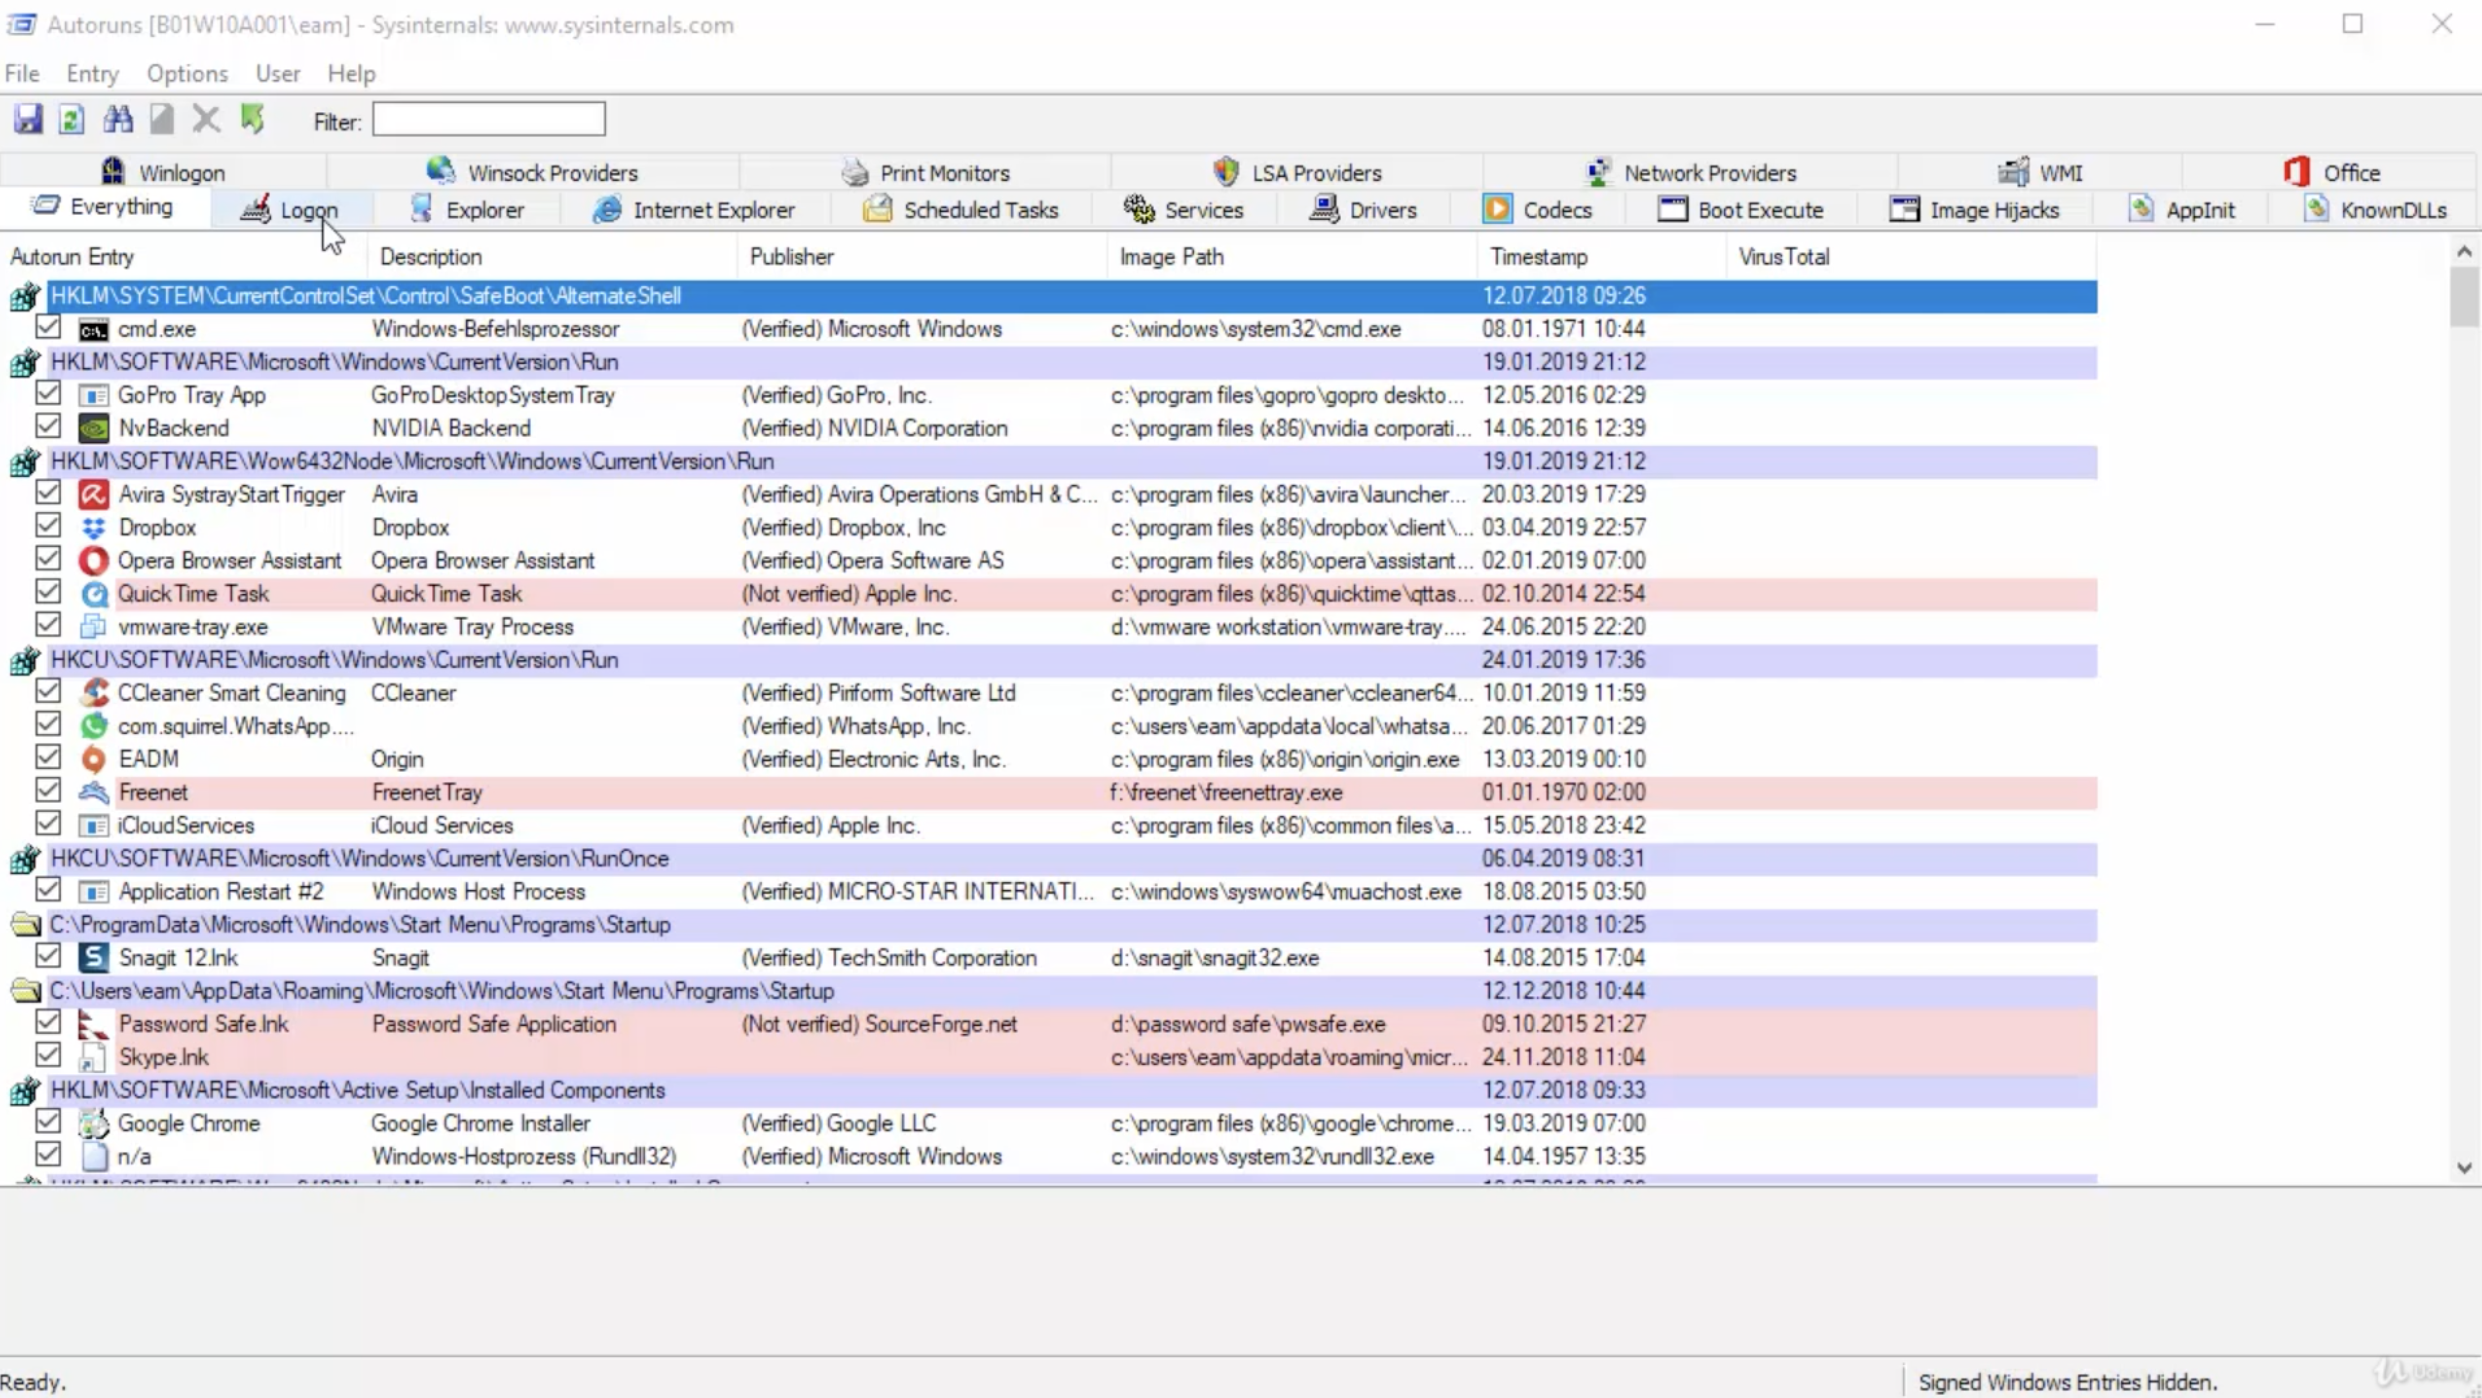 Autoruns [B01W10A001\eam] - Sysinternals: www.sysinternals.com
File Entry Options User Help
Filter:
Winlogon Winsock Providers Print Monitors LSA Providers Network Providers WMI Office
Everything Logon Explorer Internet Explorer Scheduled Tasks Services Drivers Codecs Boot Execute Image Hijacks AppInit KnownDLLs
Autorun Entry Description Publisher Image Path Timestamp VirusTotal
HKLM\SYSTEM\CurrentControlSet\Control\SafeBoot\AlternateShell 12.07.2018 09:26
cmd.exe Windows-Befehlsprozessor (Verified) Microsoft Windows c:\windows\system32\cmd.exe 08.01.1971 10:44
HKLM\SOFTWARE\Microsoft\Windows\CurrentVersion\Run 19.01.2019 21:12
GoPro Tray App GoProDesktopSystemTray (Verified) GoPro, Inc. c:\program files\gopro\gopro deskto... 12.05.2016 02:29
NvBackend NVIDIA Backend (Verified) NVIDIA Corporation c:\program files (x86)\nvidia corporati... 14.06.2016 12:39
HKLM\SOFTWARE\Wow6432Node\Microsoft\Windows\CurrentVersion\Run 19.01.2019 21:12
Avira SystrayStartTrigger Avira (Verified) Avira Operations GmbH & C... c:\program files (x86)\avira\launcher... 20.03.2019 17:29
Dropbox Dropbox (Verified) Dropbox, Inc c:\program files (x86)\dropbox\client\... 03.04.2019 22:57
Opera Browser Assistant Opera Browser Assistant (Verified) Opera Software AS c:\program files (x86)\opera\assistant... 02.01.2019 07:00
QuickTime Task QuickTime Task (Not verified) Apple Inc. c:\program files (x86)\quicktime\qttas... 02.10.2014 22:54
vmware-tray.exe VMware Tray Process (Verified) VMware, Inc. d:\vmware workstation\vmware-tray.... 24.06.2015 22:20
HKCU\SOFTWARE\Microsoft\Windows\CurrentVersion\Run 24.01.2019 17:36
CCleaner Smart Cleaning CCleaner (Verified) Piriform Software Ltd c:\program files\ccleaner\ccleaner64... 10.01.2019 11:59
com.squirrel.WhatsApp.... (Verified) WhatsApp, Inc. c:\users\eam\appdata\local\whatsa... 20.06.2017 01:29
EADM Origin (Verified) Electronic Arts, Inc. c:\program files (x86)\origin\origin.exe 13.03.2019 00:10
Freenet FreenetTray f:\freenet\freenettray.exe 01.01.1970 02:00
iCloudServices iCloud Services (Verified) Apple Inc. c:\program files (x86)\common files\a... 15.05.2018 23:42
HKCU\SOFTWARE\Microsoft\Windows\CurrentVersion\RunOnce 06.04.2019 08:31
Application Restart #2 Windows Host Process (Verified) MICRO-STAR INTERNATI... c:\windows\syswow64\muachost.exe 18.08.2015 03:50
C:\ProgramData\Microsoft\Windows\Start Menu\Programs\Startup 12.07.2018 10:25
Snagit 12.lnk Snagit (Verified) TechSmith Corporation d:\snagit\snagit32.exe 14.08.2015 17:04
C:\Users\eam\AppData\Roaming\Microsoft\Windows\Start Menu\Programs\Startup 12.12.2018 10:44
Password Safe.lnk Password Safe Application (Not verified) SourceForge.net d:\password safe\pwsafe.exe 09.10.2015 21:27
Skype.lnk c:\users\eam\appdata\roaming\micr... 24.11.2018 11:04
HKLM\SOFTWARE\Microsoft\Active Setup\Installed Components 12.07.2018 09:33
Google Chrome Google Chrome Installer (Verified) Google LLC c:\program files (x86)\google\chrome... 19.03.2019 07:00
n/a Windows-Hostprozess (Rundll32) (Verified) Microsoft Windows c:\windows\system32\rundll32.exe 14.04.1957 13:35
Ready. Signed Windows Entries Hidden.
Udemy